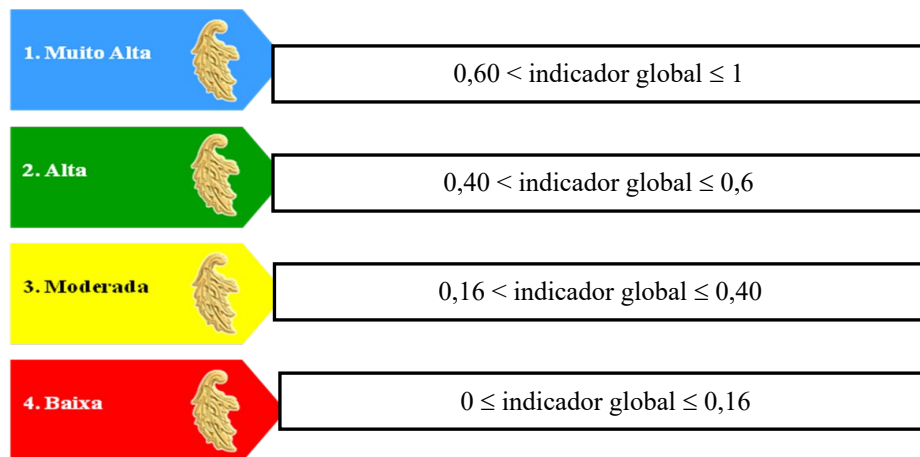 1. Muito Alta
0,60 < indicador global ≤ 1
2. Alta
0,40 < indicador global ≤ 0,6
3. Moderada
0,16 < indicador global ≤ 0,40
4. Baixa
0 ≤ indicador global ≤ 0,16